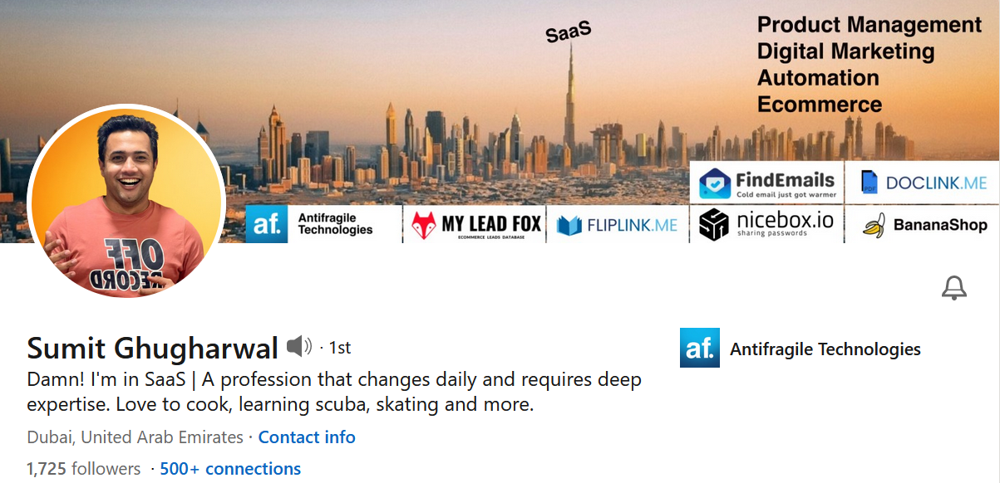 SaaS
Product Management
Digital Marketing
Automation
Ecommerce
FindEmails
Cold email just got warmer
PDF
DOCLINK.ME
af.
Antifragile
Technologies
MY LEAD FOX
ECOMMERCE LEADS DATABASE
FLIPLINK.ME
nicebox.io
sharing passwords
BananaShop
OFF
RECORD
Sumit Ghugharwal · 1st
af. Antifragile Technologies
Damn! I'm in SaaS | A profession that changes daily and requires deep
expertise. Love to cook, learning scuba, skating and more.
Dubai, United Arab Emirates · Contact info
1,725 followers · 500+ connections